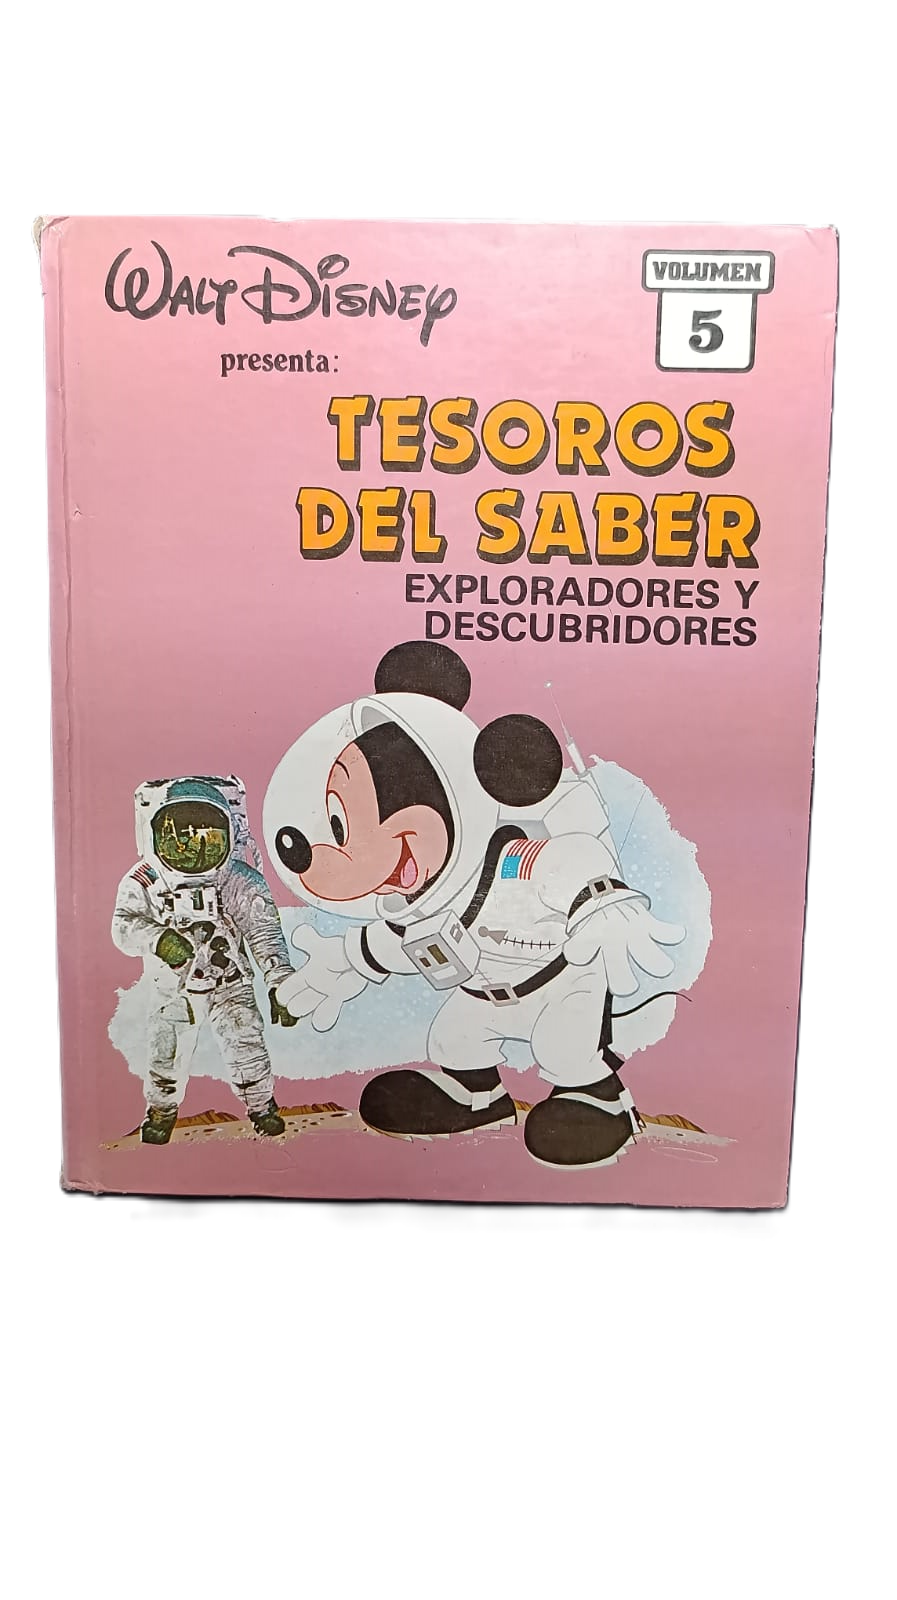 WALT DISNEY
presenta:
VOLUMEN
5
TESOROS
DEL SABER
EXPLORADORES Y
DESCUBRIDORES